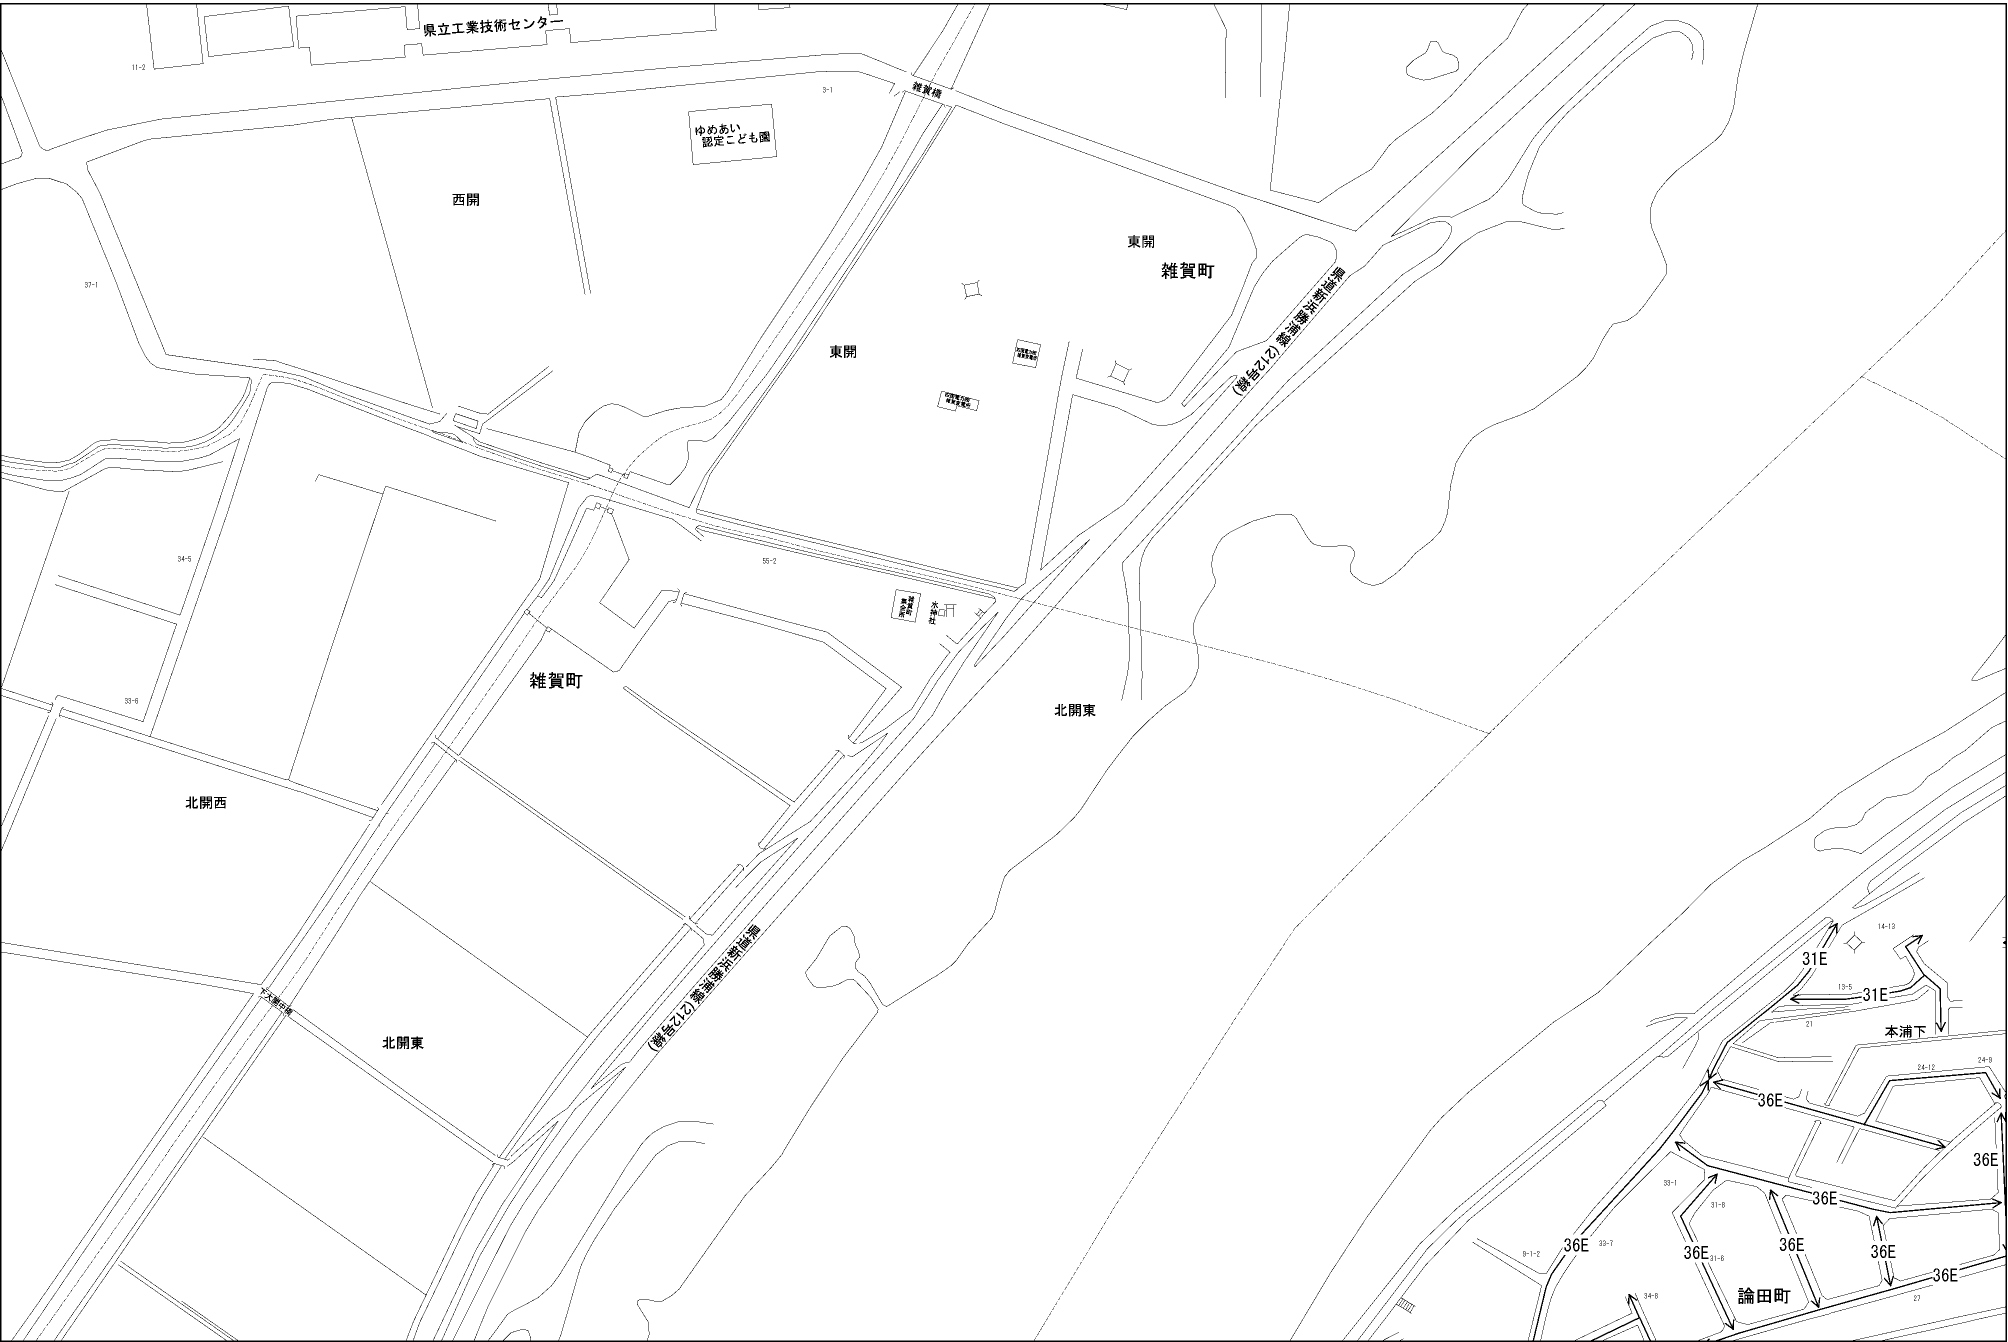 県立工業技術センター
11-2
3-1
雑賀橋
ゆめあい
認定こども園
西開
東開
雑賀町
37-1
県道新浜勝浦線(212号線)
東開
34-5
55-2
雑賀町
集会所
水神社
雑賀町
33-6
北開東
北開西
県道新浜勝浦線(212号線)
14-13
31E
13-5
31E
21
本浦下
24-9
24-12
36E
北開東
36E
33-1
36E
31-8
36E
33-7
36E
31-6
36E
36E
9-1-2
36E
34-8
論田町
27